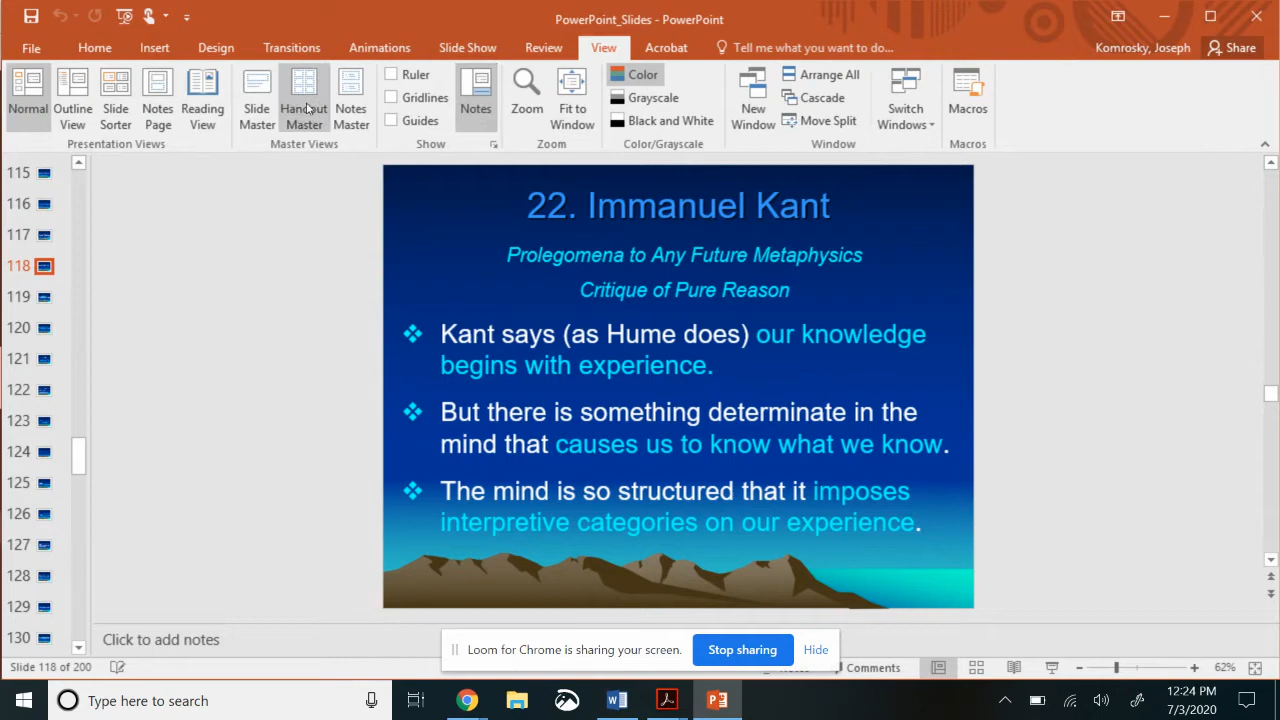 PowerPoint_Slides - PowerPoint
File Home Insert Design Transitions Animations Slide Show Review View Acrobat Tell me what you want to do... Komrosky, Joseph Share
Normal
Outline View
Slide Sorter
Notes Page
Reading View
Presentation Views
Slide Master
Handout Master
Notes Master
Master Views
Ruler
Gridlines
Guides
Notes
Show
Zoom
Fit to Window
Zoom
Color
Grayscale
Black and White
Color/Grayscale
New Window
Arrange All
Cascade
Move Split
Switch Windows
Window
Macros
Macros
115
116
117
118
119
120
121
122
123
124
125
126
127
128
129
130
22. Immanuel Kant
Prolegomena to Any Future Metaphysics
Critique of Pure Reason
Kant says (as Hume does) our knowledge
begins with experience.
But there is something determinate in the
mind that causes us to know what we know.
The mind is so structured that it imposes
interpretive categories on our experience.
Click to add notes
Loom for Chrome is sharing your screen. Stop sharing Hide
Slide 118 of 200 Comments 62%
Type here to search
12:24 PM
7/3/2020